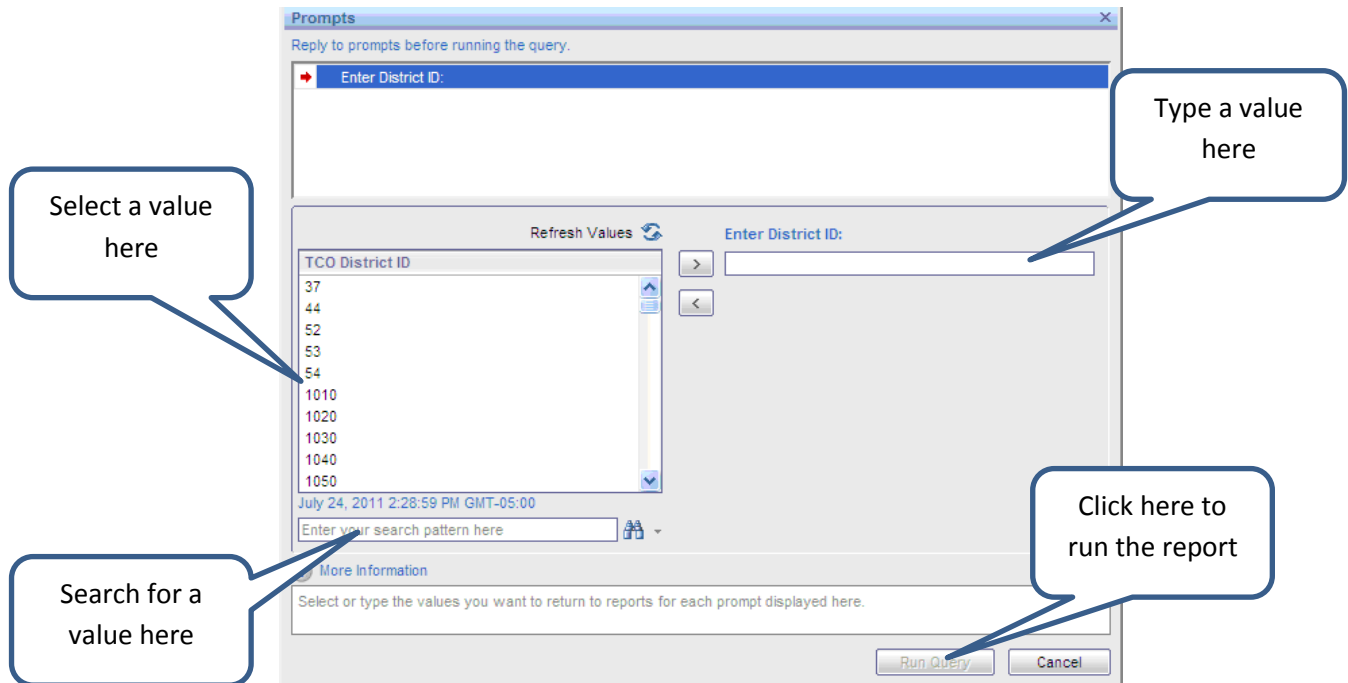 Prompts
Reply to prompts before running the query.
Enter District ID:
Type a value
here
Select a value
here
Refresh Values
Enter District ID:
TCO District ID
>
<
37
44
52
53
54
1010
1020
1030
1040
1050
July 24, 2011 2:28:59 PM GMT-05:00
Enter your search pattern here
Click here to
run the report
Search for a
value here
More Information
Select or type the values you want to return to reports for each prompt displayed here.
Run Query
Cancel